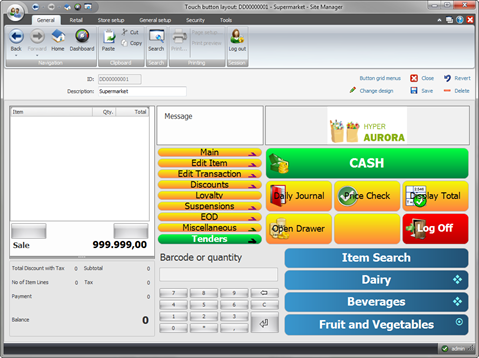 Touch button layout: DD00000001 - Supermarket - Site Manager
General Retail Store setup General setup Security Tools
Back Forward Home Dashboard Paste Cut Copy Search Print... Page setup... Print preview Log out
Navigation Clipboard Search Printing Session
ID: DD00000001
Button grid menus Close Revert
Description: Supermarket
Change design Save Delete
Item Qty. Total
Message
HYPER
AURORA
Main
Edit Item
Edit Transaction
Discounts
Loyalty
Suspensions
EOD
Miscellaneous
Tenders
CASH
Daily Journal Price Check Display Total
Open Drawer Log Off
Sale 999.999,00
Total Discount with Tax 0 Subtotal 0
No of Item Lines 0 Tax 0
Payment 0
Balance 0
Barcode or quantity
7 8 9
4 5 6 C
1 2 3
0 * ,
Item Search
Dairy
Beverages
Fruit and Vegetables
admin